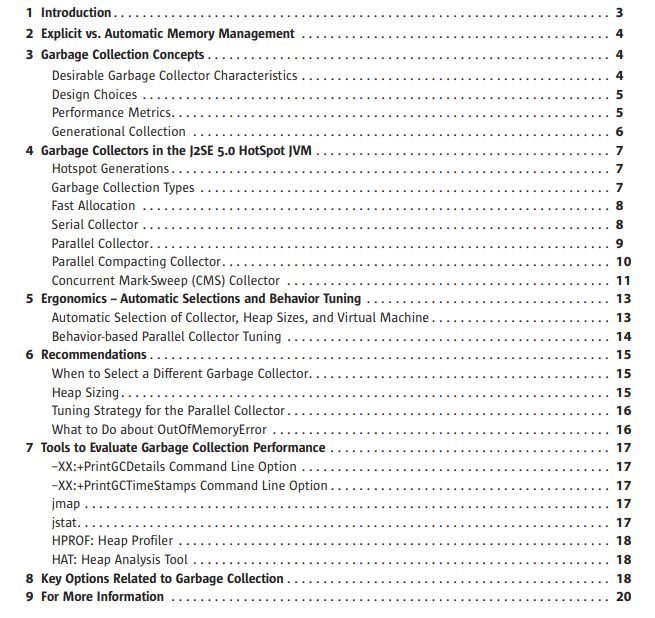 1 Introduction . . . . . . . . . . . . . . . . . . . . . . . . . . . . . . . . . . . . . . . . 3
2 Explicit vs. Automatic Memory Management . . . . . . . . . . . . . . . . . . . . 4
3 Garbage Collection Concepts . . . . . . . . . . . . . . . . . . . . . . . . . . . . 4
Desirable Garbage Collector Characteristics . . . . . . . . . . . . . . . . . . . . 4
Design Choices . . . . . . . . . . . . . . . . . . . . . . . . . . . . . . . . . . . 5
Performance Metrics. . . . . . . . . . . . . . . . . . . . . . . . . . . . . . . . . 5
Generational Collection . . . . . . . . . . . . . . . . . . . . . . . . . . . . . . 6
4 Garbage Collectors in the J2SE 5.0 HotSpot JVM . . . . . . . . . . . . . . . . . . 7
Hotspot Generations . . . . . . . . . . . . . . . . . . . . . . . . . . . . . . . . 7
Garbage Collection Types . . . . . . . . . . . . . . . . . . . . . . . . . . . . . 7
Fast Allocation . . . . . . . . . . . . . . . . . . . . . . . . . . . . . . . . . . 8
Serial Collector . . . . . . . . . . . . . . . . . . . . . . . . . . . . . . . . . . 8
Parallel Collector. . . . . . . . . . . . . . . . . . . . . . . . . . . . . . . . . . 9
Parallel Compacting Collector. . . . . . . . . . . . . . . . . . . . . . . . . . . 10
Concurrent Mark-Sweep (CMS) Collector . . . . . . . . . . . . . . . . . . . . . . 11
5 Ergonomics – Automatic Selections and Behavior Tuning . . . . . . . . . . . . . 13
Automatic Selection of Collector, Heap Sizes, and Virtual Machine . . . . . . . . 13
Behavior-based Parallel Collector Tuning . . . . . . . . . . . . . . . . . . . . . 14
6 Recommendations . . . . . . . . . . . . . . . . . . . . . . . . . . . . . . . . . 15
When to Select a Different Garbage Collector. . . . . . . . . . . . . . . . . . . 15
Heap Sizing . . . . . . . . . . . . . . . . . . . . . . . . . . . . . . . . . . . . 15
Tuning Strategy for the Parallel Collector . . . . . . . . . . . . . . . . . . . . 16
What to Do about OutOfMemoryError . . . . . . . . . . . . . . . . . . . . . . . . 16
7 Tools to Evaluate Garbage Collection Performance . . . . . . . . . . . . . . . . 17
–XX:+PrintGCDetails Command Line Option . . . . . . . . . . . . . . . . . . . . . 17
–XX:+PrintGCTimeStamps Command Line Option . . . . . . . . . . . . . . . . . . . . 17
jmap . . . . . . . . . . . . . . . . . . . . . . . . . . . . . . . . . . . . . . . 17
jstat. . . . . . . . . . . . . . . . . . . . . . . . . . . . . . . . . . . . . . . 17
HPROF: Heap Profiler . . . . . . . . . . . . . . . . . . . . . . . . . . . . . . . 18
HAT: Heap Analysis Tool . . . . . . . . . . . . . . . . . . . . . . . . . . . . . 18
8 Key Options Related to Garbage Collection . . . . . . . . . . . . . . . . . . . . 18
9 For More Information . . . . . . . . . . . . . . . . . . . . . . . . . . . . . . . 20